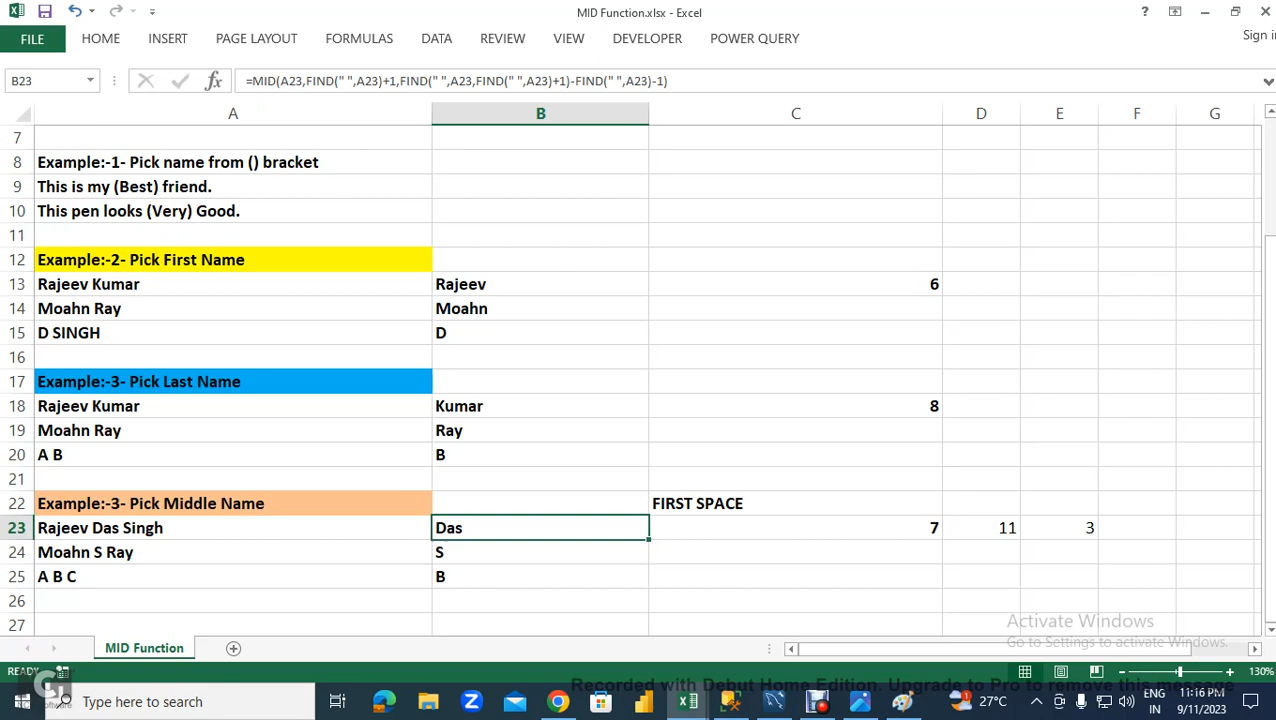 MID Function.xlsx - Excel
?
FILE HOME INSERT PAGE LAYOUT FORMULAS DATA REVIEW VIEW DEVELOPER POWER QUERY Sign in
B23 fx =MID(A23,FIND(" ",A23)+1,FIND(" ",A23,FIND(" ",A23)+1)-FIND(" ",A23)-1)
A B C D E F G
7
8 Example:-1- Pick name from () bracket
9 This is my (Best) friend.
10 This pen looks (Very) Good.
11
12 Example:-2- Pick First Name
13 Rajeev Kumar Rajeev 6
14 Moahn Ray Moahn
15 D SINGH D
16
17 Example:-3- Pick Last Name
18 Rajeev Kumar Kumar 8
19 Moahn Ray Ray
20 A B B
21
22 Example:-3- Pick Middle Name FIRST SPACE
23 Rajeev Das Singh Das 7 11 3
24 Moahn S Ray S
25 A B C B
26
27
Activate Windows
Go to Settings to activate Windows.
MID Function
READY 130%
Recorded with Debut Home Edition. Upgrade to Pro to remove this message
Software
Type here to search
27°C
ENG
IN
11:16 PM
9/11/2023